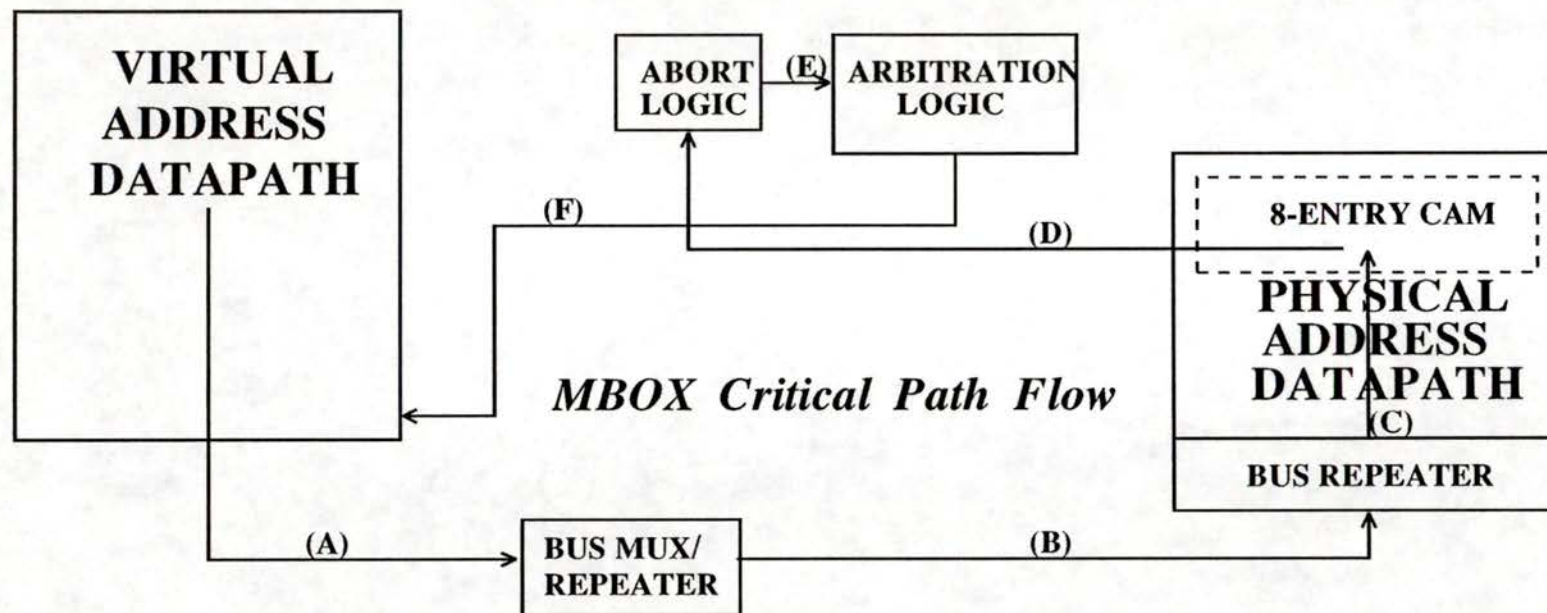 VIRTUAL
ADDRESS
DATAPATH
ABORT
LOGIC
(E)
ARBITRATION
LOGIC
(F)
(D)
8-ENTRY CAM
PHYSICAL
ADDRESS
DATAPATH
(C)
BUS REPEATER
MBOX Critical Path Flow
(A)
BUS MUX/
REPEATER
(B)